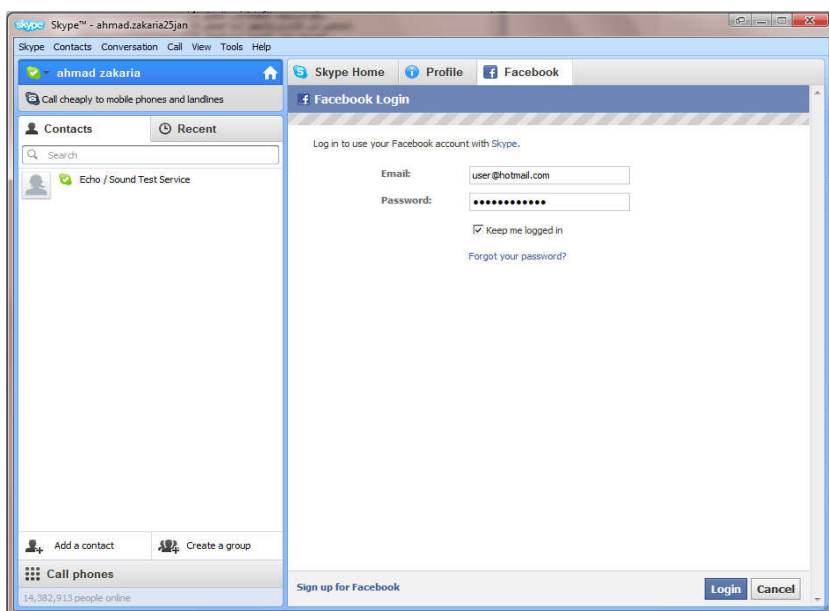 skype Skype™ - ahmad.zakaria25jan
Skype Contacts Conversation Call View Tools Help
ahmad zakaria
Call cheaply to mobile phones and landlines
Contacts
Recent
Search
Echo / Sound Test Service
Add a contact
Create a group
Call phones
14,382,913 people online
Skype Home
Profile
Facebook
Facebook Login
Log in to use your Facebook account with Skype.
Email: user@hotmail.com
Password: ••••••••••••
Keep me logged in
Forgot your password?
Sign up for Facebook
Login
Cancel